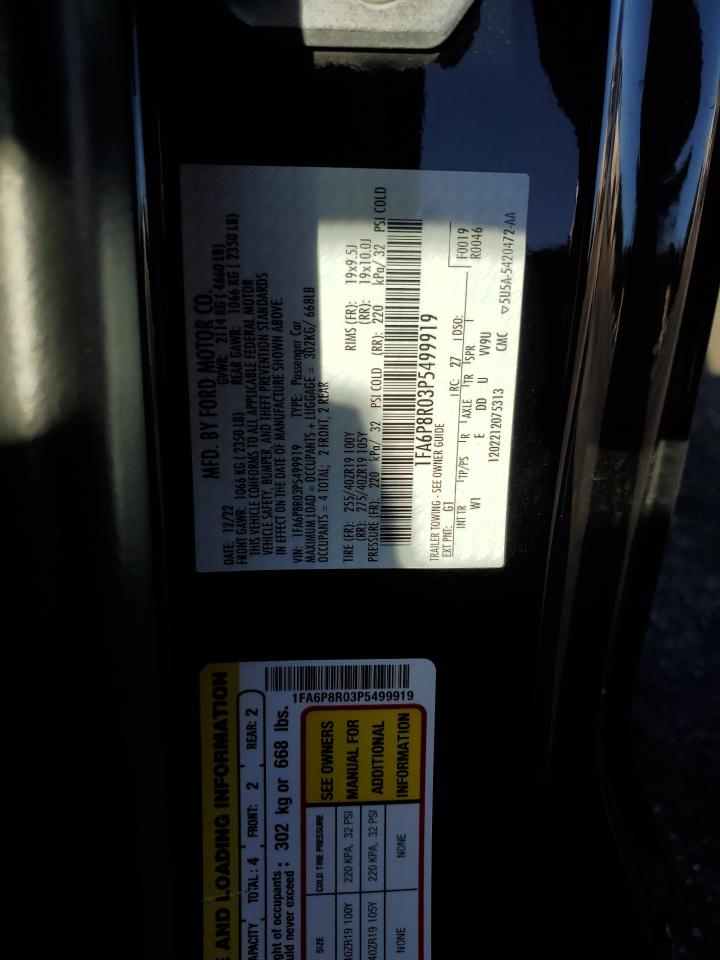 MFD. BY FORD MOTOR CO.
DATE: 12/22 GVWR: 2114 KG ( 4660 LB)
FRONT GAWR: 1066 KG ( 2350 LB) REAR GAWR: 1066 KG ( 2350 LB)
THIS VEHICLE CONFORMS TO ALL APPLICABLE FEDERAL MOTOR
VEHICLE SAFETY, BUMPER, AND THEFT PREVENTION STANDARDS
IN EFFECT ON THE DATE OF MANUFACTURE SHOWN ABOVE.
VIN: 1FA6P8R03P5499919 TYPE: Passenger Car
MAXIMUM LOAD = OCCUPANTS + LUGGAGE = 302KG/ 668LB
OCCUPANTS = 4 TOTAL; 2 FRONT, 2 REAR
TIRE (FR): 255/40ZR19 100Y RIMS (FR): 19x9.5J
(RR): 275/40ZR19 105Y (RR): 19x10.0J
PRESSURE (FR): 220 kPa/ 32 PSI COLD (RR): 220 kPa/ 32 PSI COLD
1FA6P8R03P5499919
TRAILER TOWING - SEE OWNER GUIDE
EXT PNT: G1 RC: 27 DSO: F0019
R0046
INT TR TP/PS R AXLE TR SPR
WI E DD U VV9U
1202212075313 CMC ▽5U5A-5420472-AA
AND LOADING INFORMATION
TOTAL : 4 FRONT: 2 REAR: 2
of occupants
never exceed : 302 kg or 668 lbs.
1FA6P8R03P5499919
SIZE COLD TIRE PRESSURE SEE OWNERS
40ZR19 100Y 220 KPA, 32 PSI MANUAL FOR
40ZR19 105Y 220 KPA, 32 PSI ADDITIONAL
NONE NONE INFORMATION